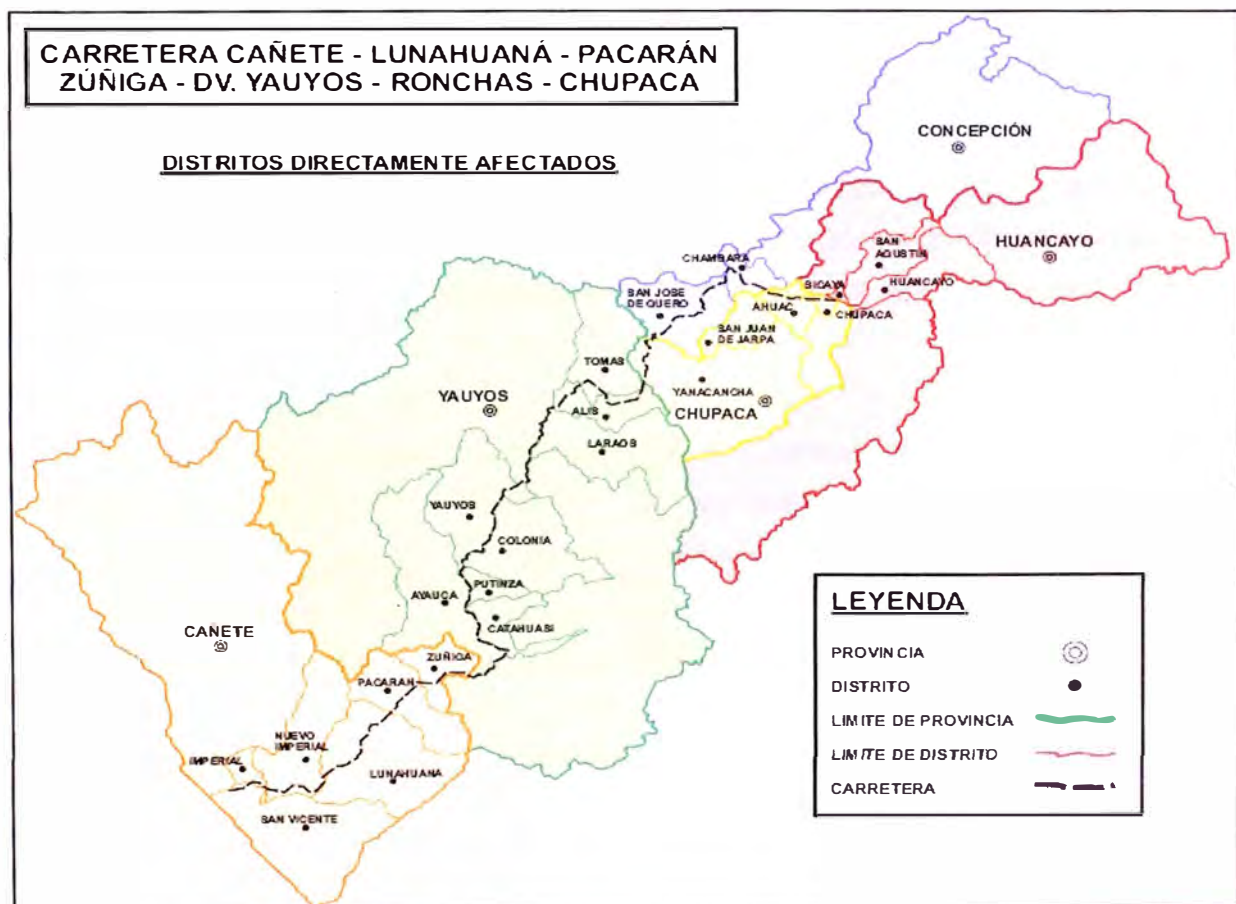 CARRETERA CAÑETE - LUNAHUANÁ - PACARÁN
ZÚÑIGA - DV. YAUYOS - RONCHAS - CHUPACA
DISTRITOS DIRECTAMENTE AFECTADOS
CONCEPCIÓN
HUANCAYO
SAN
AGUSTIN
CHAMBARA
SICAYA
HUANCAYO
SAN JOSE
DE QUERO
AHUAC
CHUPACA
SAN JUAN
DE JARPA
TOMAS
YANACANCHA
CHUPACA
YAUYOS
ALIS
LARAOS
YAUYOS
COLONIA
PUTINZA
AYAUCA
CATAHUASI
CAÑETE
ZUÑIGA
PACARAN
NUEVO
IMPERIAL
IMPERIAL
LUNAHUANA
SAN VICENTE
LEYENDA
PROVINCIA
DISTRITO
LIMITE DE PROVINCIA
LIMITE DE DISTRITO
CARRETERA